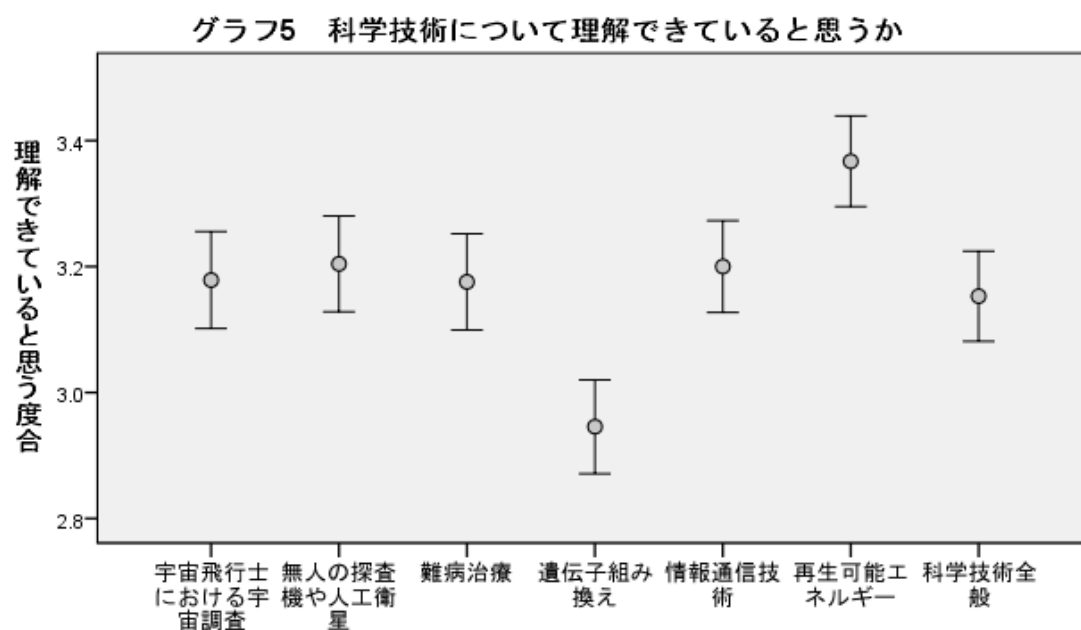 グラフ5　科学技術について理解できていると思うか
理解できていると思う度合
3.4
3.2
3.0
2.8
宇宙飛行士
における宇
宙調査
無人の探査
機や人工衛
星
難病治療
遺伝子組み
換え
情報通信技
術
再生可能エ
ネルギー
科学技術全
般